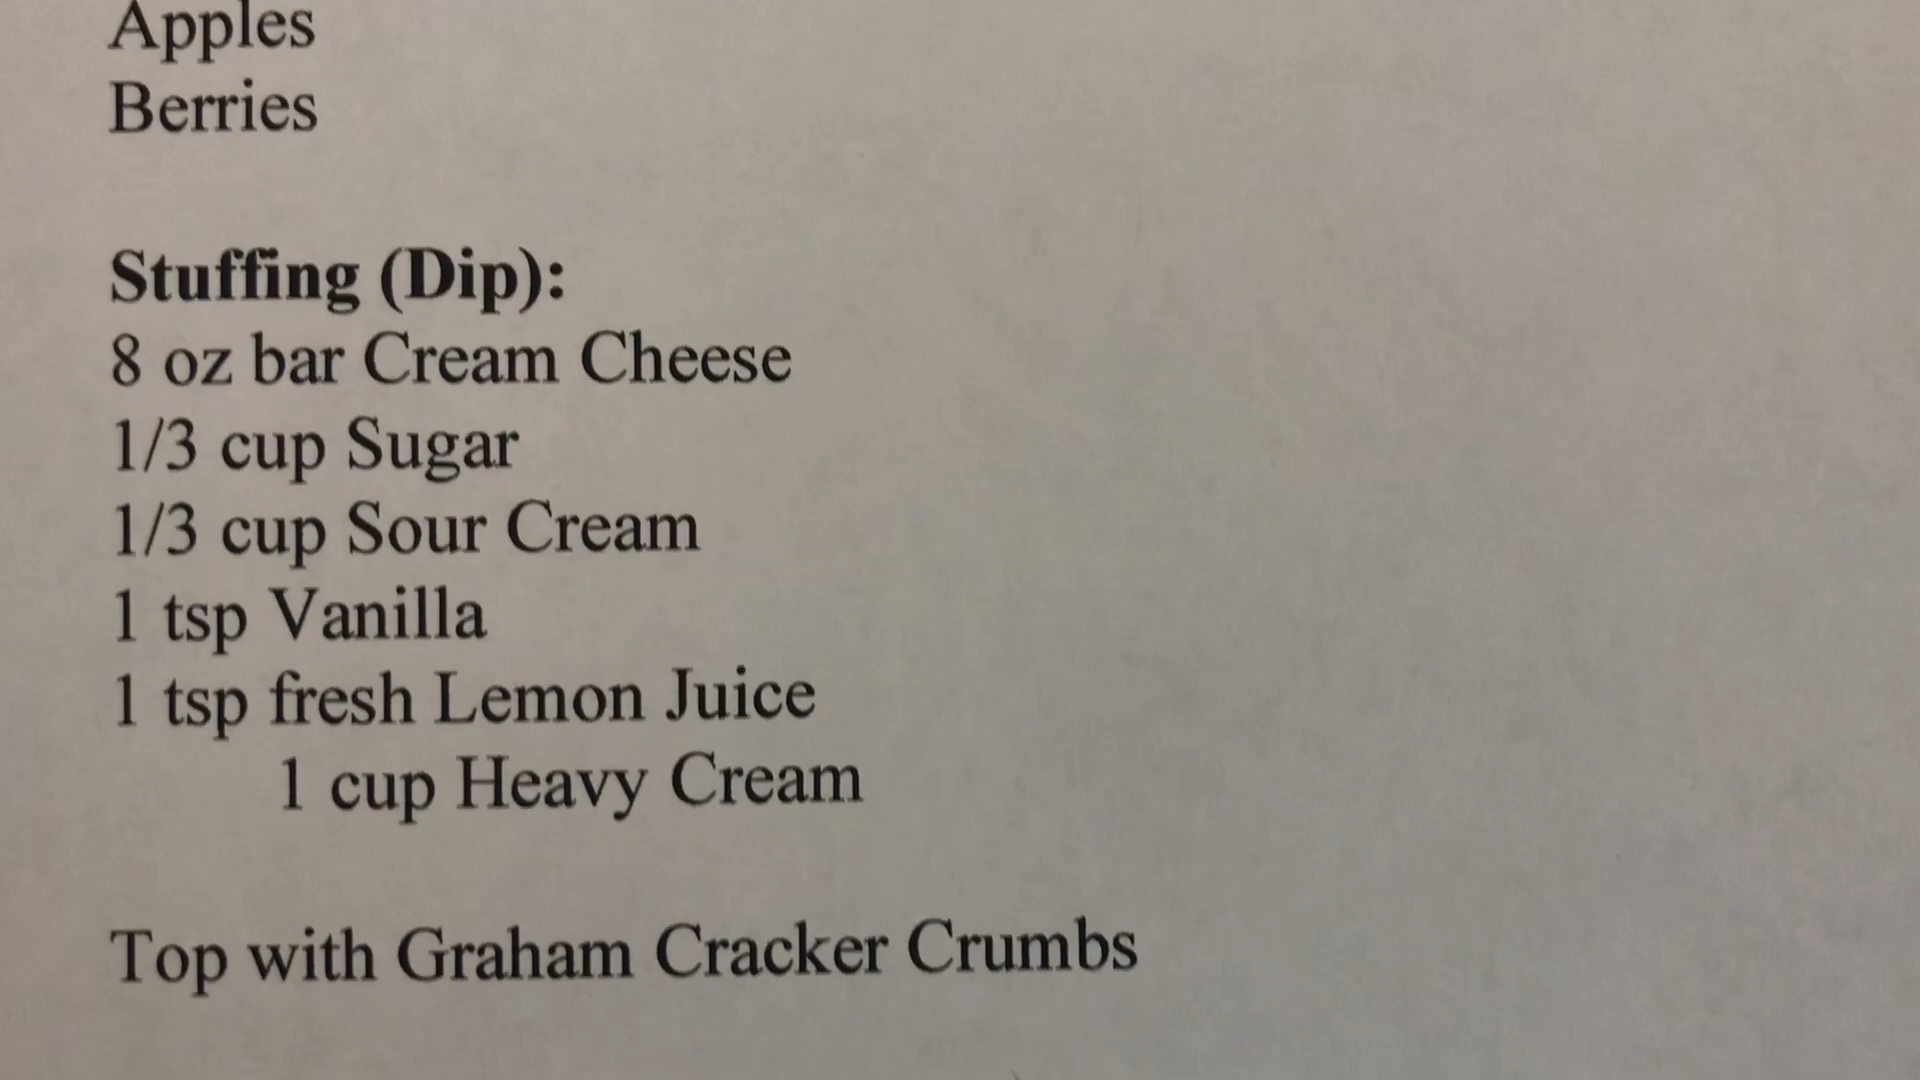 Apples
Berries
Stuffing (Dip):
8 oz bar Cream Cheese
1/3 cup Sugar
1/3 cup Sour Cream
1 tsp Vanilla
1 tsp fresh Lemon Juice
1 cup Heavy Cream
Top with Graham Cracker Crumbs